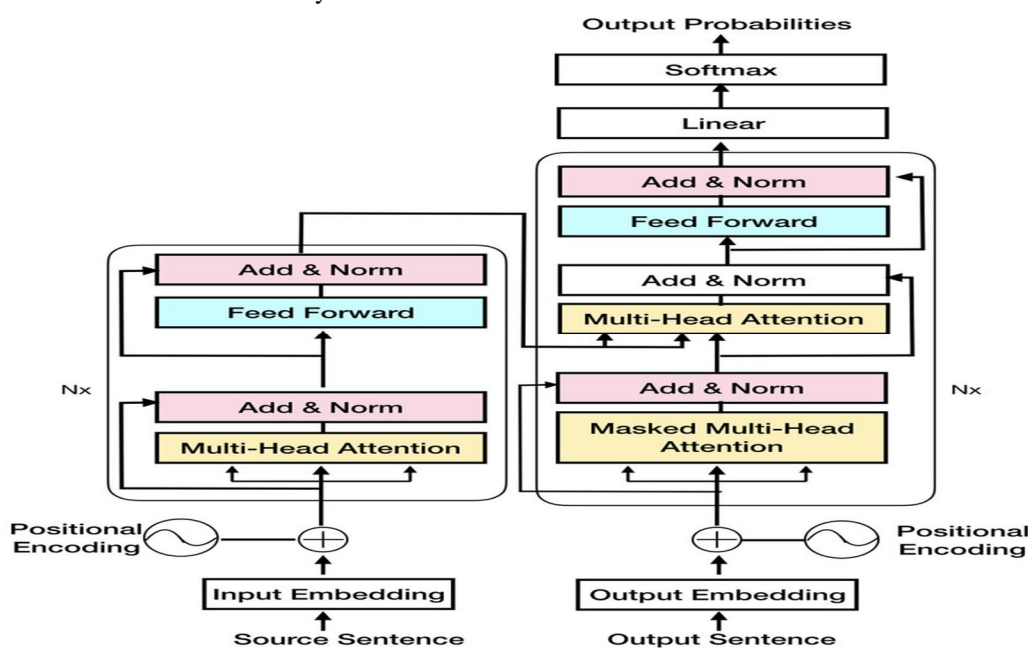 Output Probabilities
Softmax
Linear
Add & Norm
Feed Forward
Add & Norm
Multi-Head Attention
Add & Norm
Masked Multi-Head
Attention
Nx
Positional
Encoding
Output Embedding
Output Sentence
Add & Norm
Feed Forward
Nx
Add & Norm
Multi-Head Attention
Positional
Encoding
Input Embedding
Source Sentence